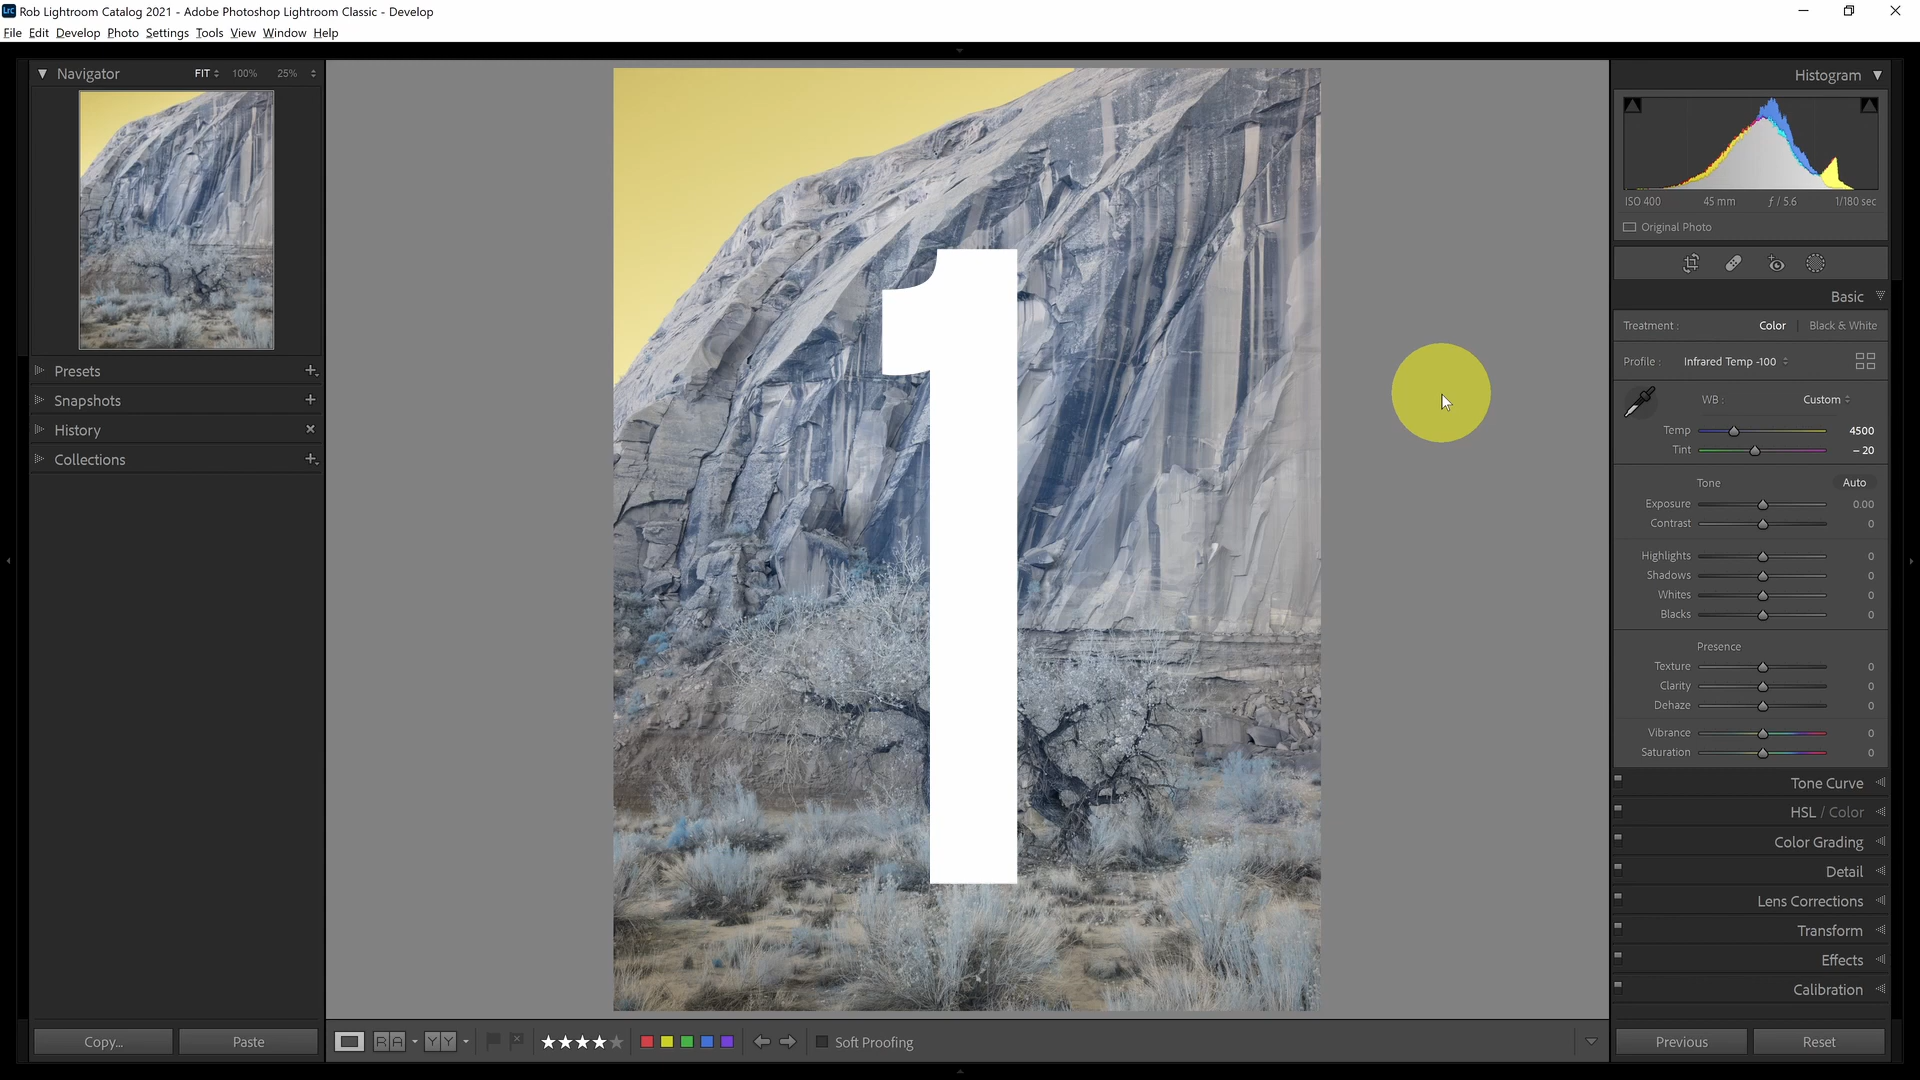 Rob Lightroom Catalog 2021 - Adobe Photoshop Lightroom Classic - Develop
File Edit Develop Photo Settings Tools View Window Help
Navigator FIT 100% 25%
Presets
Snapshots
History
Collections
Copy... Paste
1
R A Y Y Soft Proofing
Histogram
ISO 400 45 mm ƒ / 5.6 1/180 sec
Original Photo
Basic
Treatment : Color Black & White
Profile : Infrared Temp -100
WB : Custom
Temp 4500
Tint – 20
Tone Auto
Exposure 0.00
Contrast 0
Highlights 0
Shadows 0
Whites 0
Blacks 0
Presence
Texture 0
Clarity 0
Dehaze 0
Vibrance 0
Saturation 0
Tone Curve
HSL / Color
Color Grading
Detail
Lens Corrections
Transform
Effects
Calibration
Previous Reset